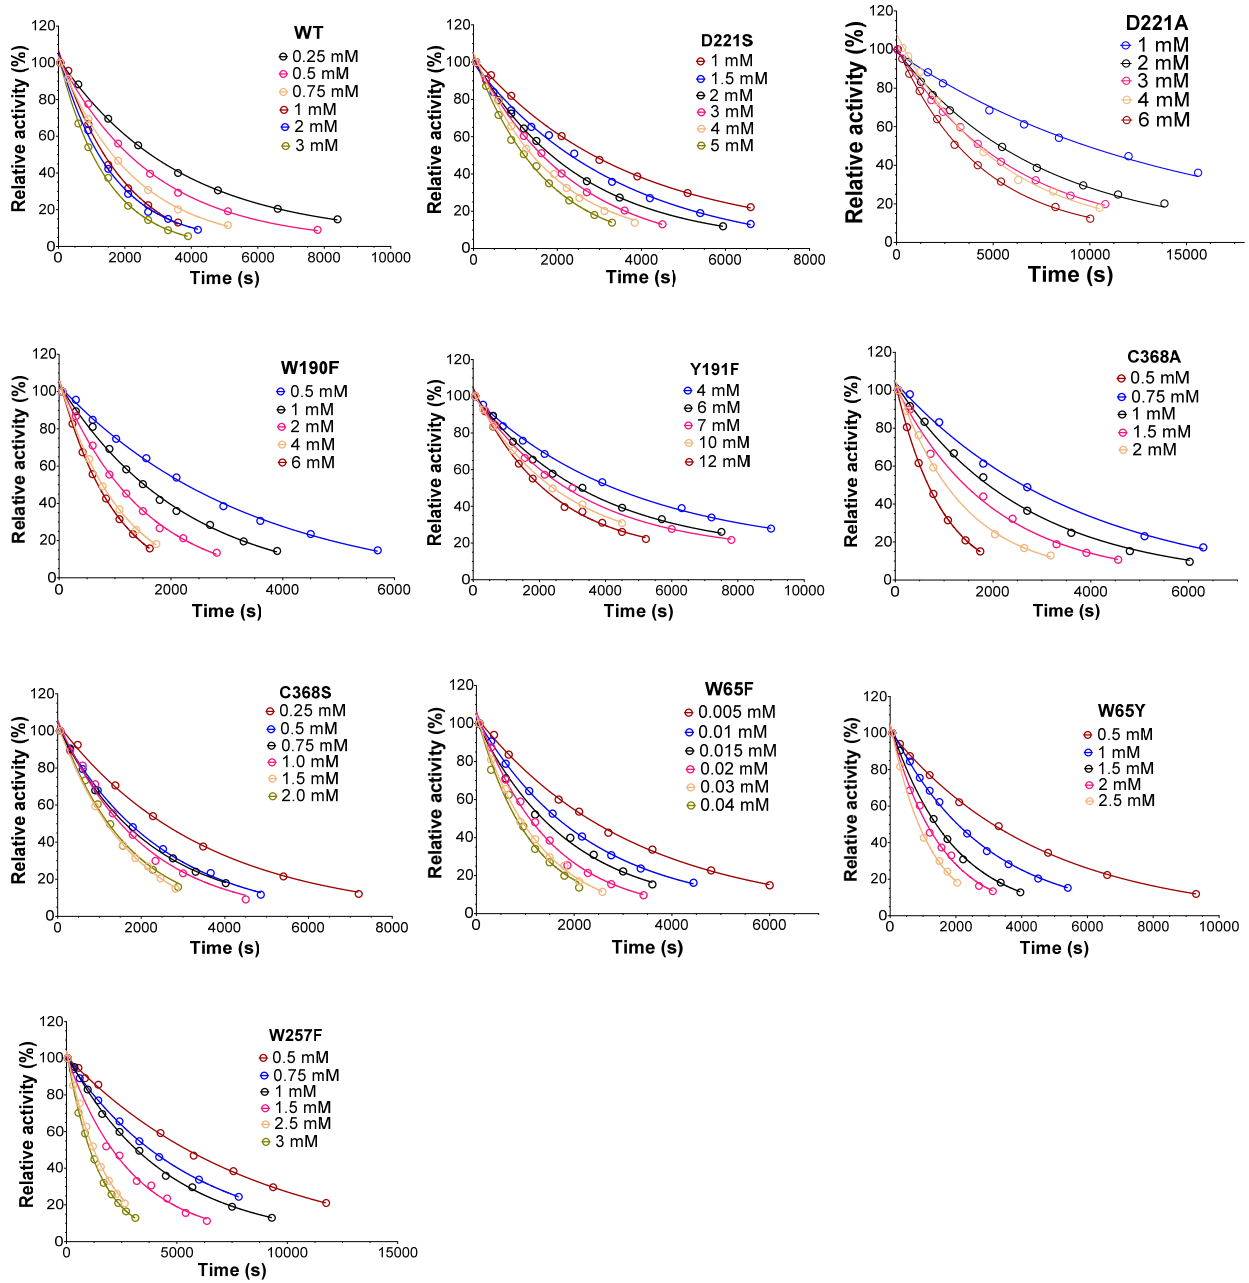 WT
0.25 mM
0.5 mM
0.75 mM
1 mM
2 mM
3 mM
Relative activity (%)
120
100
80
60
40
20
0
0 2000 4000 6000 8000 10000
Time (s)
D221S
1 mM
1.5 mM
2 mM
3 mM
4 mM
5 mM
Relative activity (%)
120
100
80
60
40
20
0
0 2000 4000 6000 8000
Time (s)
D221A
1 mM
2 mM
3 mM
4 mM
6 mM
Relative activity (%)
120
100
80
60
40
20
0
0 5000 10000 15000
Time (s)
W190F
0.5 mM
1 mM
2 mM
4 mM
6 mM
Relative activity (%)
120
100
80
60
40
20
0
0 2000 4000 6000
Time (s)
Y191F
4 mM
6 mM
7 mM
10 mM
12 mM
Relative activity (%)
120
100
80
60
40
20
0
0 2000 4000 6000 8000 10000
Time (s)
C368A
0.5 mM
0.75 mM
1 mM
1.5 mM
2 mM
Relative activity (%)
120
100
80
60
40
20
0
0 2000 4000 6000
Time (s)
C368S
0.25 mM
0.5 mM
0.75 mM
1.0 mM
1.5 mM
2.0 mM
Relative activity (%)
120
100
80
60
40
20
0
0 2000 4000 6000 8000
Time (s)
W65F
0.005 mM
0.01 mM
0.015 mM
0.02 mM
0.03 mM
0.04 mM
Relative activity (%)
120
100
80
60
40
20
0
0 2000 4000 6000
Time (s)
W65Y
0.5 mM
1 mM
1.5 mM
2 mM
2.5 mM
Relative activity (%)
120
100
80
60
40
20
0
0 2000 4000 6000 8000 10000
Time (s)
W257F
0.5 mM
0.75 mM
1 mM
1.5 mM
2.5 mM
3 mM
Relative activity (%)
120
100
80
60
40
20
0
0 5000 10000 15000
Time (s)